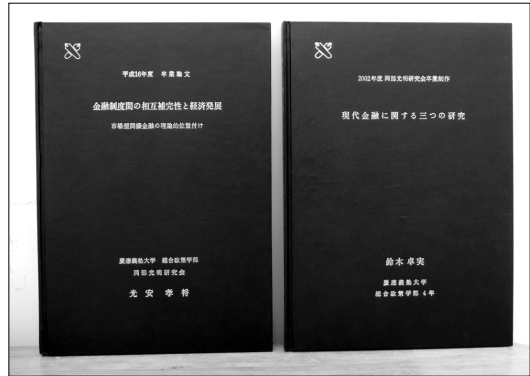 平成16年度 卒業論文
金融制度間の相互補完性と経済発展
市場型間接金融の理論的位置付け
慶應義塾大学 総合政策学部
岡部光明研究会
光安孝将
2002年度 岡部光明研究会卒業制作
現代金融に関する三つの研究
鈴木卓実
慶應義塾大学
総合政策学部4年